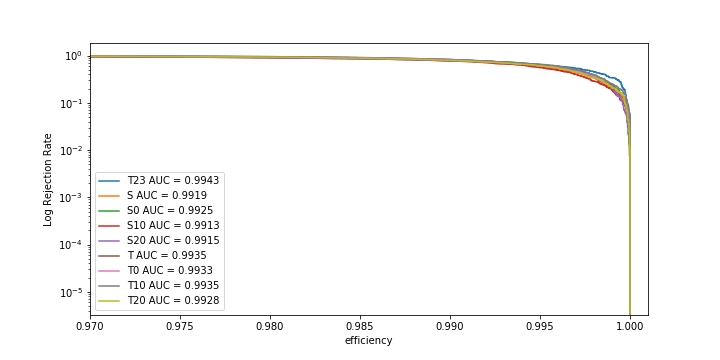 10⁰
10⁻¹
10⁻²
10⁻³
10⁻⁴
10⁻⁵
Log Rejection Rate
T23 AUC = 0.9943
S AUC = 0.9919
S0 AUC = 0.9925
S10 AUC = 0.9913
S20 AUC = 0.9915
T AUC = 0.9935
T0 AUC = 0.9933
T10 AUC = 0.9935
T20 AUC = 0.9928
0.970 0.975 0.980 0.985 0.990 0.995 1.000
efficiency